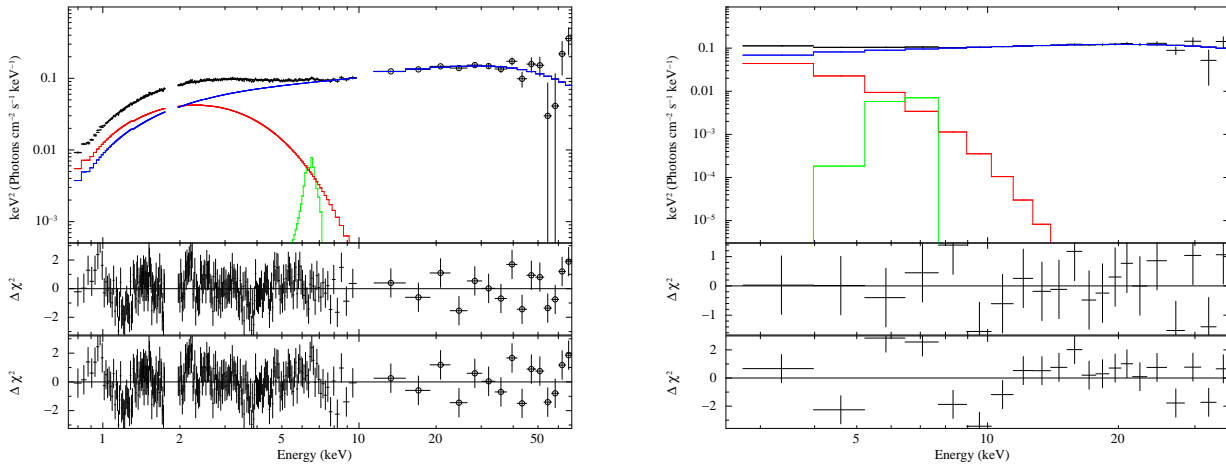 0.1
0.01
10⁻³
keV² (Photons cm⁻² s⁻¹ keV⁻¹)
2
0
−2
Δ χ²
2
0
−2
Δ χ²
1 2 5 10 20 50
Energy (keV)
0.1
0.01
10⁻³
10⁻⁴
10⁻⁵
keV² (Photons cm⁻² s⁻¹ keV⁻¹)
1
0
−1
Δ χ²
2
0
−2
Δ χ²
5 10 20
Energy (keV)